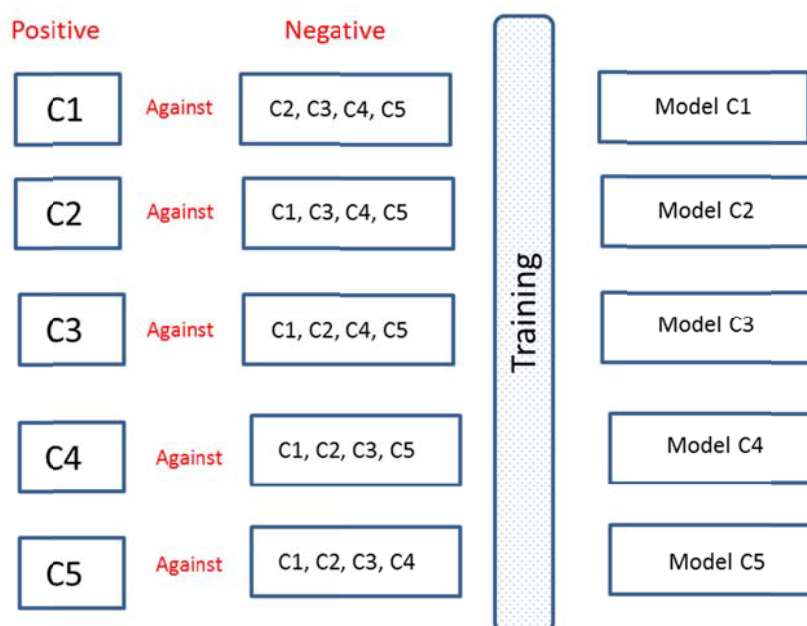 Positive Negative
C1 Against C2, C3, C4, C5 Model C1
C2 Against C1, C3, C4, C5 Model C2
C3 Against C1, C2, C4, C5 Model C3
Training
C4 Against C1, C2, C3, C5 Model C4
C5 Against C1, C2, C3, C4 Model C5